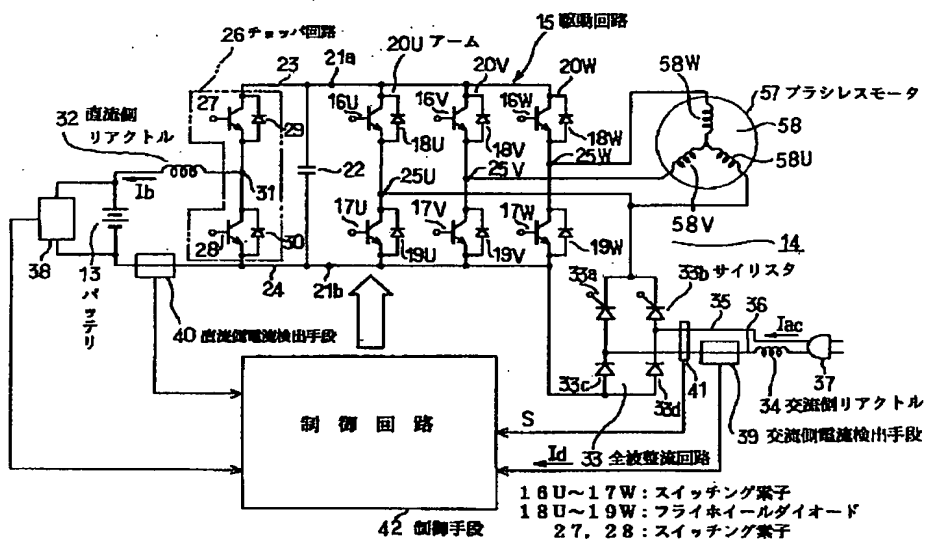 26 チョッパ回路
20U アーム
15 駆動回路
23
21a
20V
20W
58W
57 ブラシレスモータ
32 直流側
リアクトル
27
29
16U
16V
16W
18U
18V
18W
58
58U
22
31
25U
25V
25W
58V
Ib
38
13
バッテリ
28
30
17U
17V
17W
19U
19V
19W
14
24
21b
33a
33b サイリスタ
40 直流側電流検出手段
35
36
Iac
37
33c
33d
41
34 交流側リアクトル
39 交流側電流検出手段
制御回路
S
Id
33 全波整流回路
42 制御手段
16U~17W:スイッチング素子
18U~19W:フライホイールダイオード
27,28:スイッチング素子